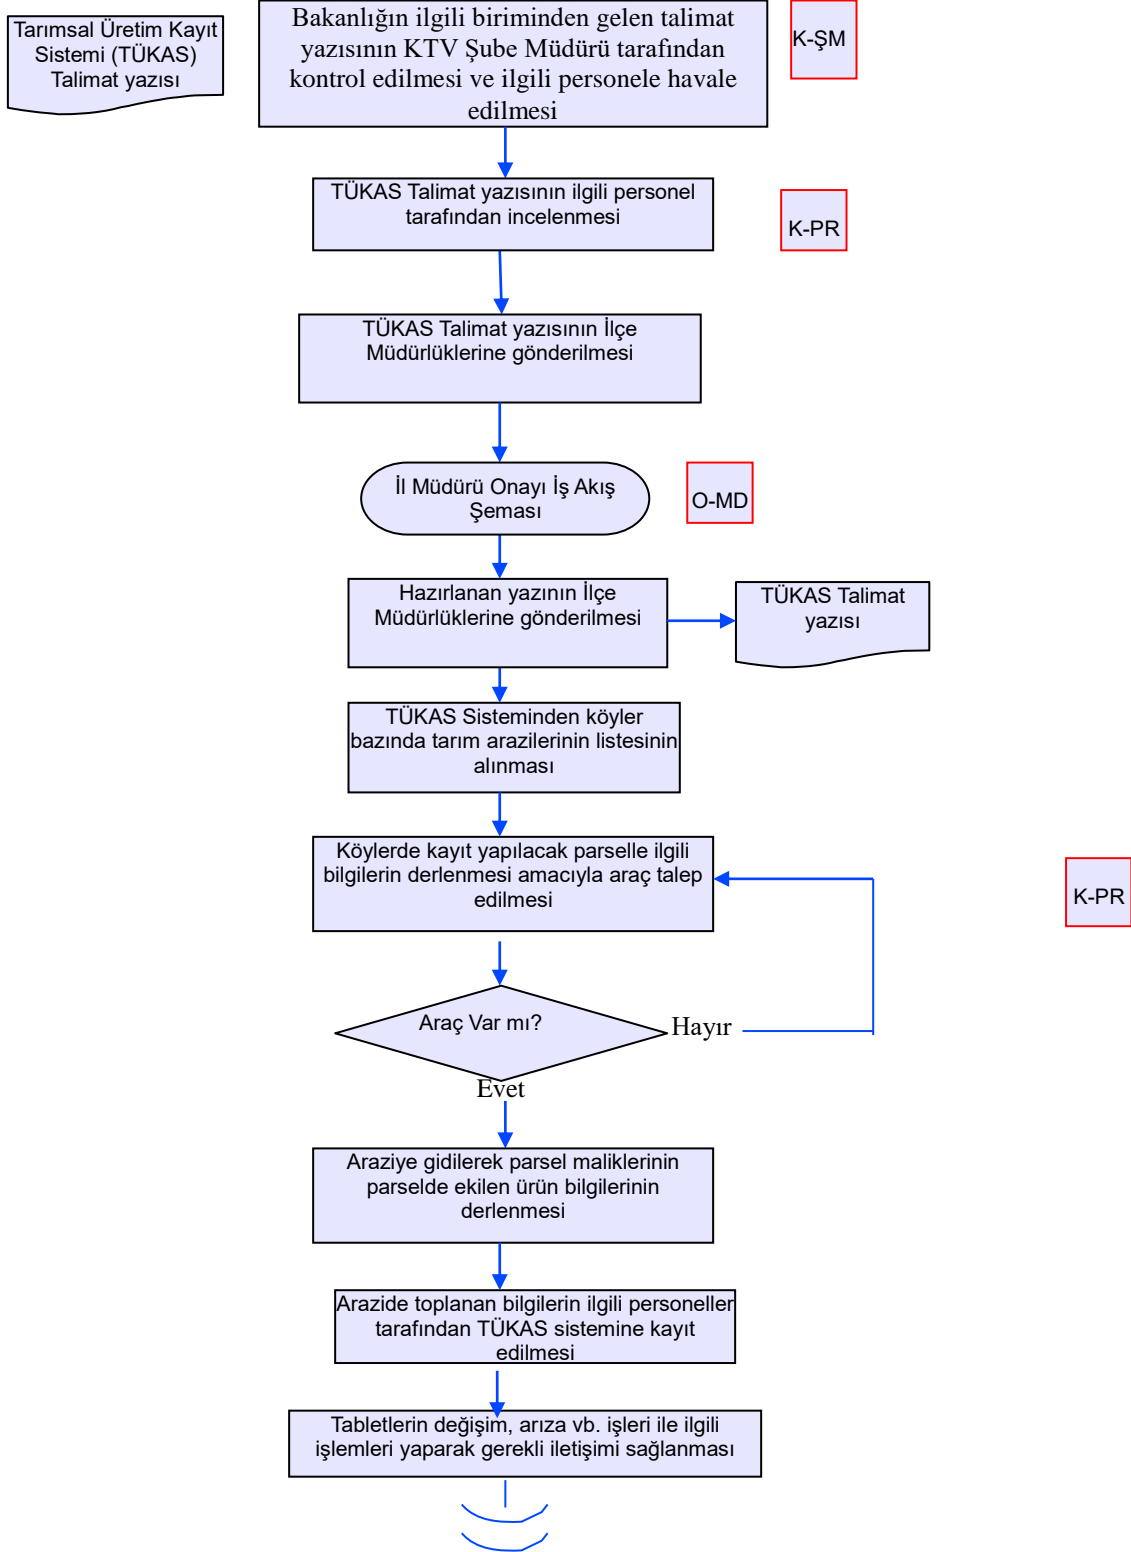 Tarımsal Üretim Kayıt
Sistemi (TÜKAS)
Talimat yazısı
Bakanlığın ilgili biriminden gelen talimat
yazısının KTV Şube Müdürü tarafından
kontrol edilmesi ve ilgili personele havale
edilmesi
K-ŞM
TÜKAS Talimat yazısının ilgili personel
tarafından incelenmesi
K-PR
TÜKAS Talimat yazısının İlçe
Müdürlüklerine gönderilmesi
İl Müdürü Onayı İş Akış
Şeması
O-MD
Hazırlanan yazının İlçe
Müdürlüklerine gönderilmesi
TÜKAS Talimat
yazısı
TÜKAS Sisteminden köyler
bazında tarım arazilerinin listesinin
alınması
Köylerde kayıt yapılacak parselle ilgili
bilgilerin derlenmesi amacıyla araç talep
edilmesi
K-PR
Araç Var mı?
Hayır
Evet
Araziye gidilerek parsel maliklerinin
parselde ekilen ürün bilgilerinin
derlenmesi
Arazide toplanan bilgilerin ilgili personeller
tarafından TÜKAS sistemine kayıt
edilmesi
Tabletlerin değişim, arıza vb. işleri ile ilgili
işlemleri yaparak gerekli iletişimi sağlanması